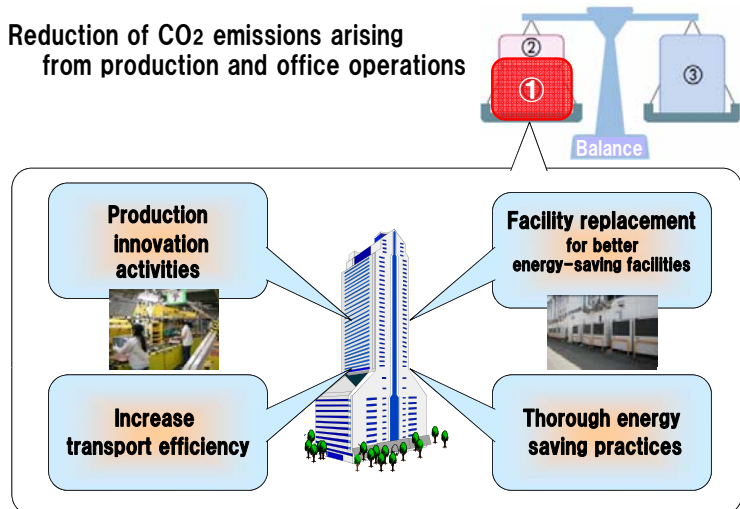 Reduction of CO2 emissions arising
from production and office operations
②
①
③
Balance
Production
innovation
activities
Facility replacement
for better
energy-saving facilities
Increase
transport efficiency
Thorough energy
saving practices